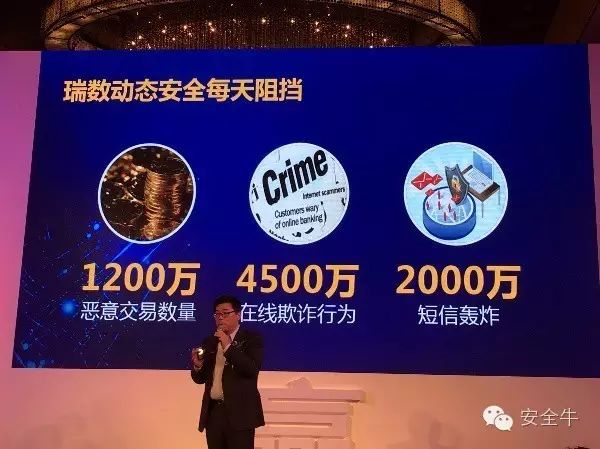 瑞数动态安全每天阻挡
Crime
Internet scammers
Customers wary
of online banking
1200万
4500万
2000万
恶意交易数量
在线欺诈行为
短信轰炸
安全牛